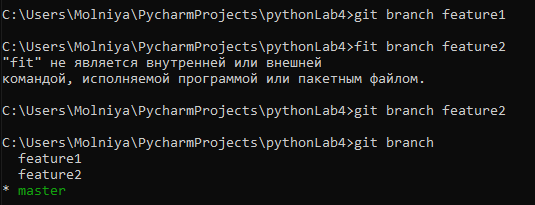 C:\Users\Molniya\PycharmProjects\pythonLab4>git branch feature1
C:\Users\Molniya\PycharmProjects\pythonLab4>fit branch feature2
"fit" не является внутренней или внешней
командой, исполняемой программой или пакетным файлом.
C:\Users\Molniya\PycharmProjects\pythonLab4>git branch feature2
C:\Users\Molniya\PycharmProjects\pythonLab4>git branch
feature1
feature2
* master